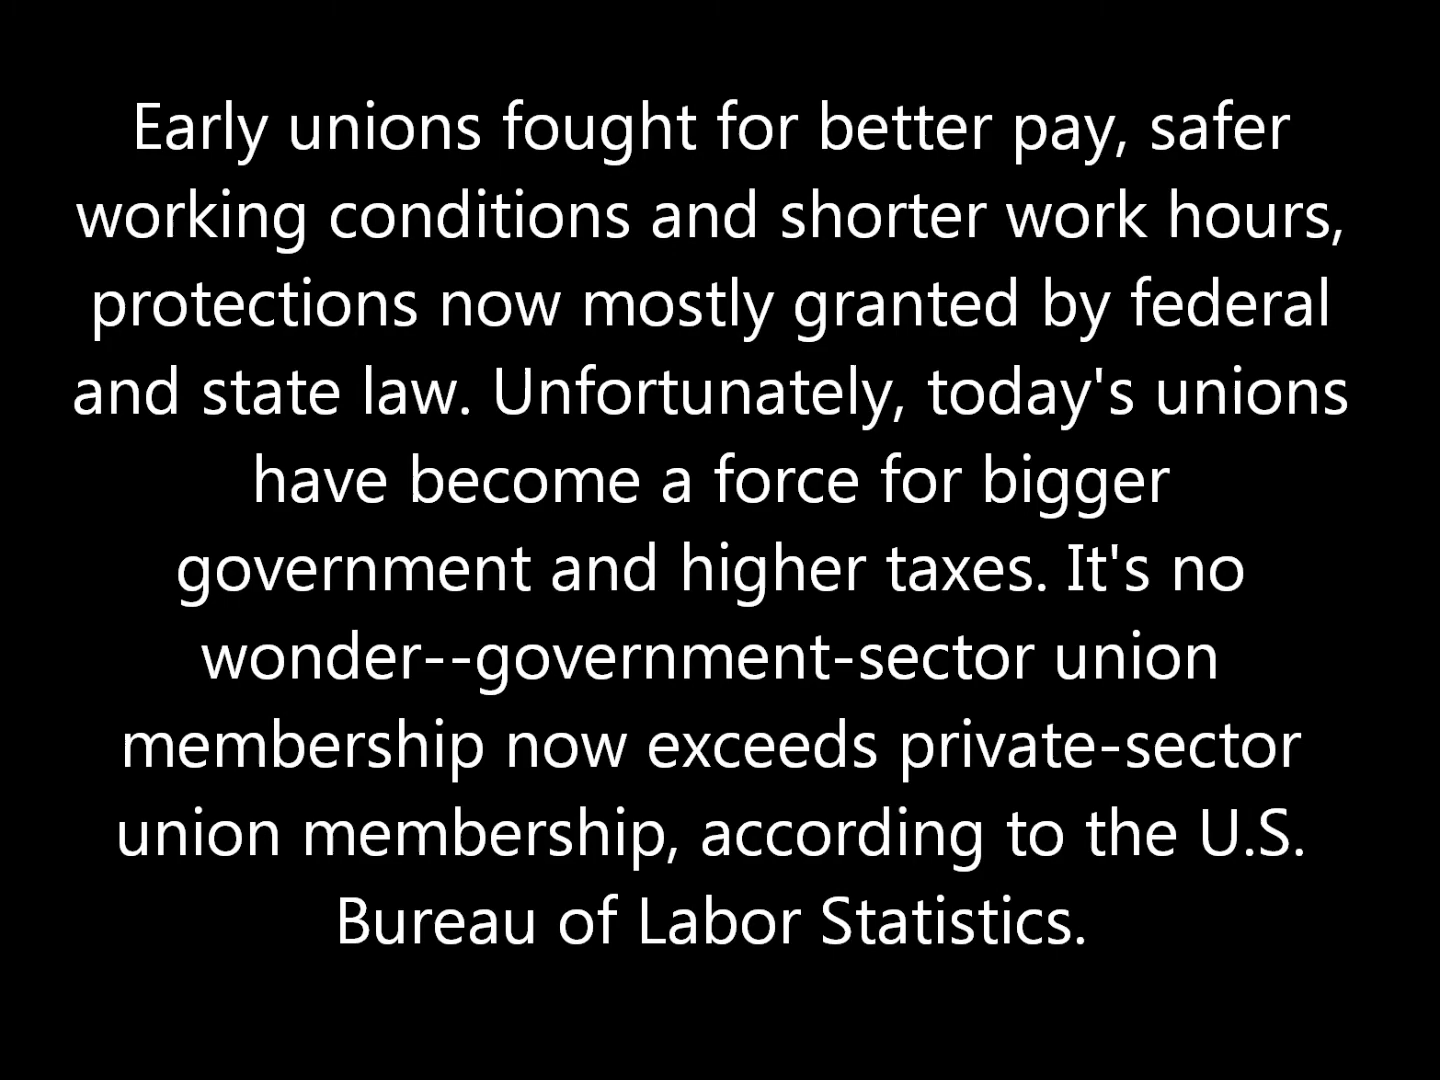 Early unions fought for better pay, safer
working conditions and shorter work hours,
protections now mostly granted by federal
and state law. Unfortunately, today's unions
have become a force for bigger
government and higher taxes. It's no
wonder--government-sector union
membership now exceeds private-sector
union membership, according to the U.S.
Bureau of Labor Statistics.